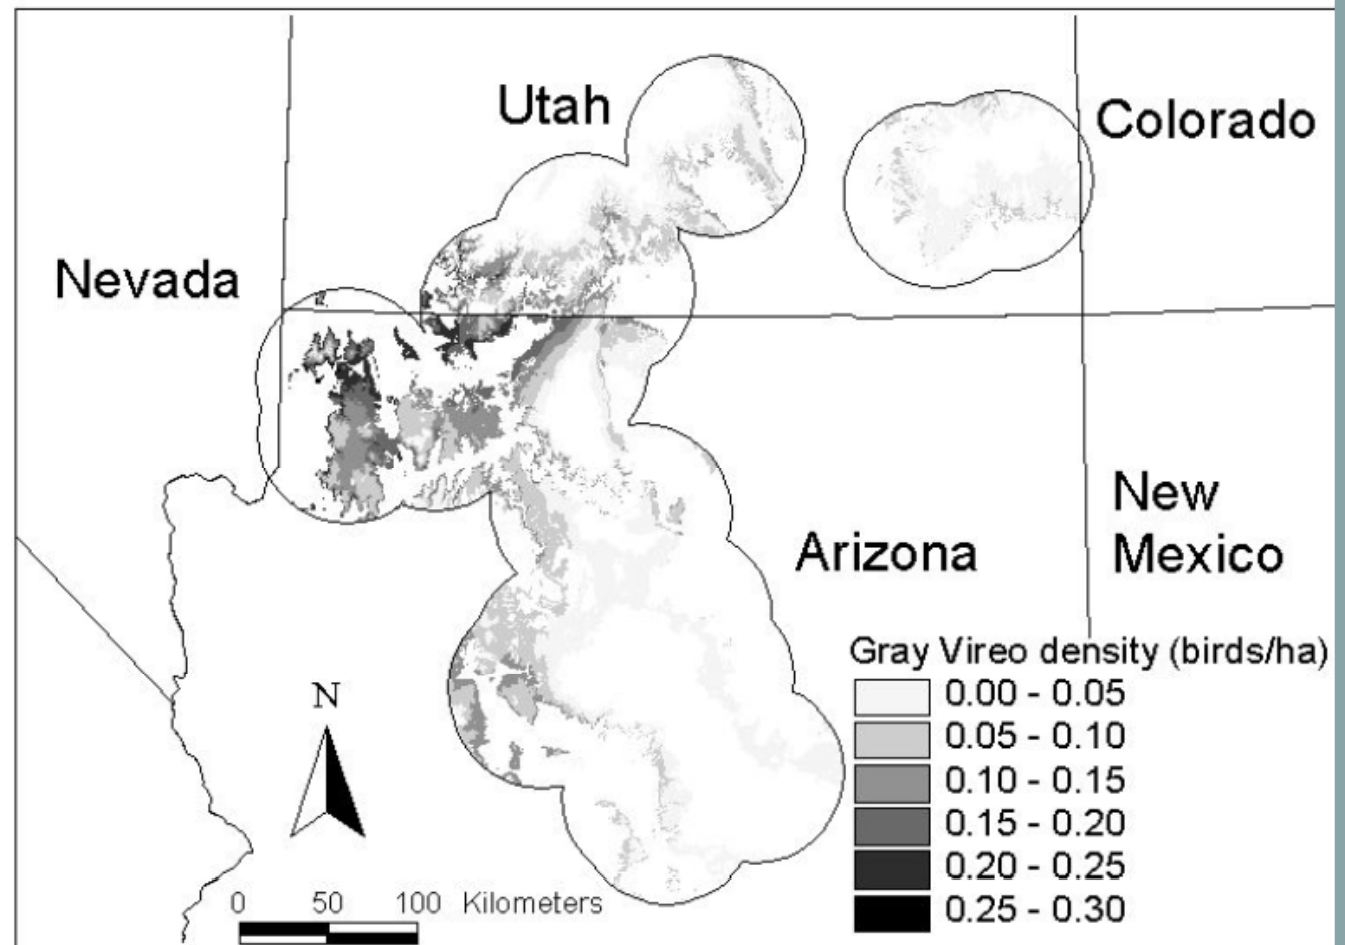 Utah
Colorado
Nevada
New
Mexico
Arizona
Gray Vireo density (birds/ha)
N
0.00 - 0.05
0.05 - 0.10
0.10 - 0.15
0.15 - 0.20
0.20 - 0.25
0.25 - 0.30
0 50 100 Kilometers